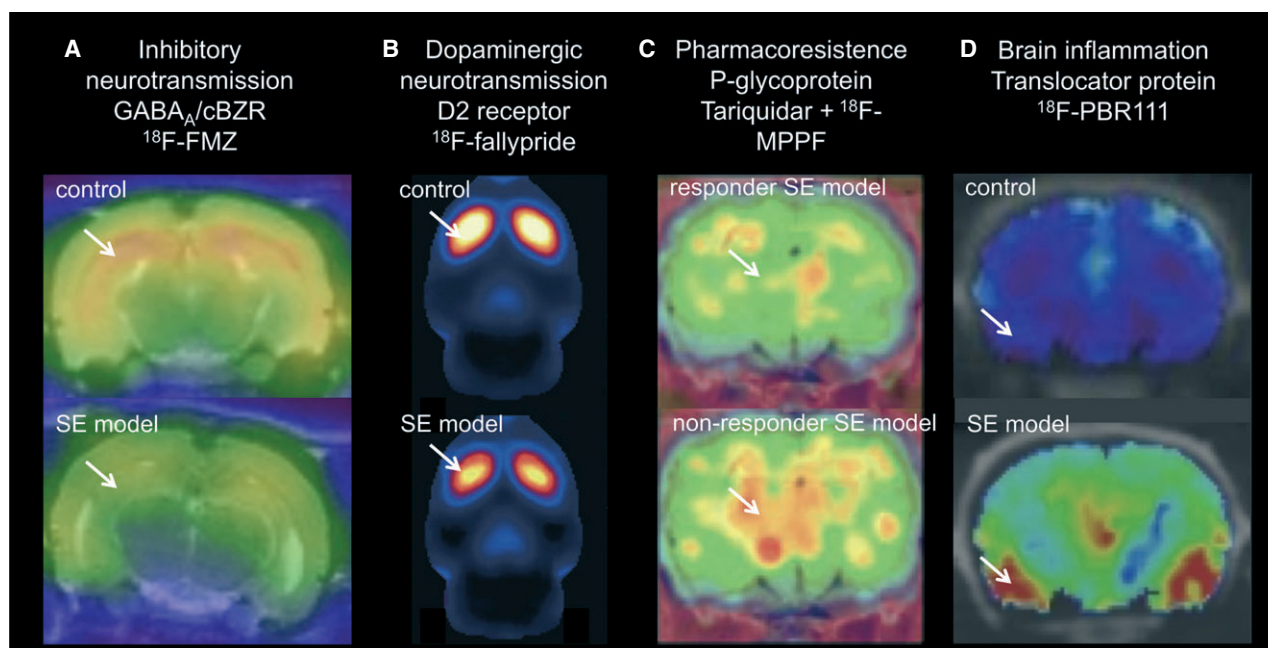 A
Inhibitory
neurotransmission
GABA_A/cBZR
¹⁸F-FMZ
control
SE model
B
Dopaminergic
neurotransmission
D2 receptor
¹⁸F-fallypride
control
SE model
C
Pharmacoresistence
P-glycoprotein
Tariquidar + ¹⁸F-
MPPF
responder SE model
non-responder SE model
D
Brain inflammation
Translocator protein
¹⁸F-PBR111
control
SE model